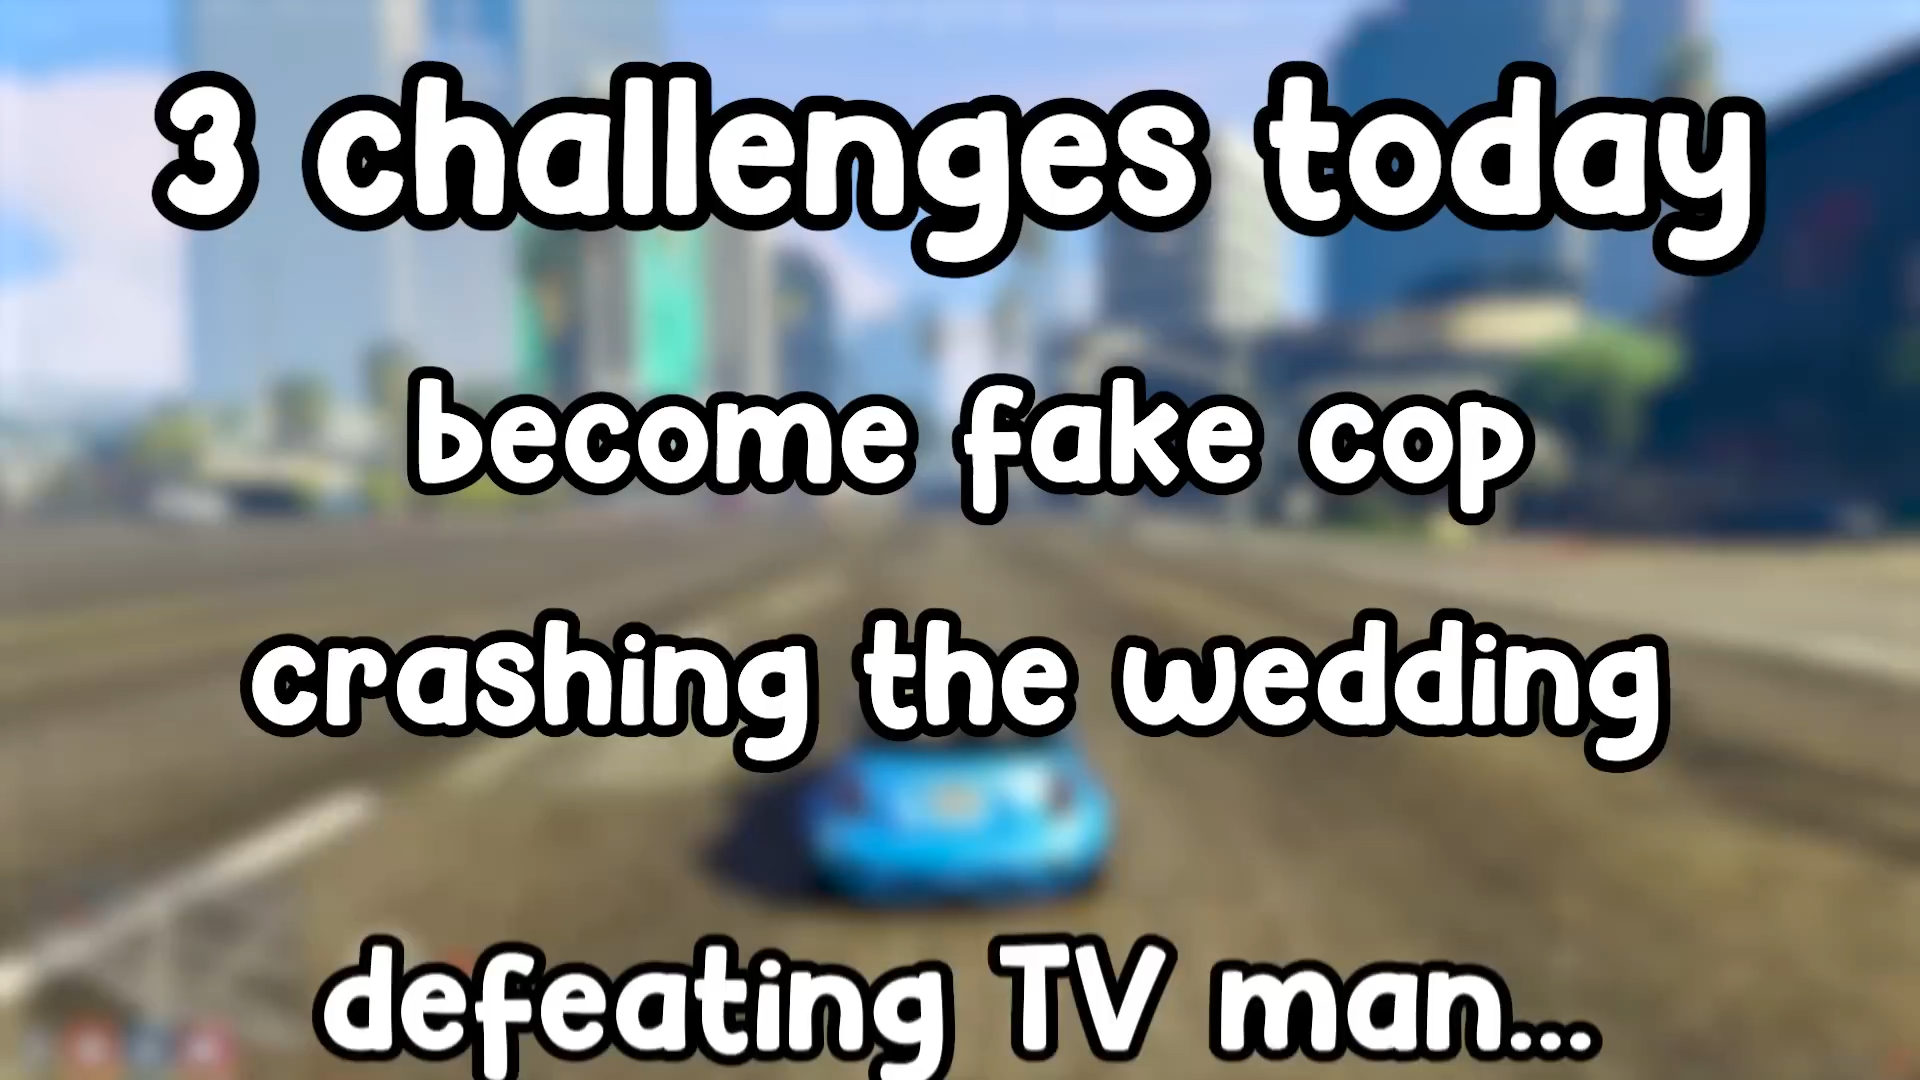 3 challenges today
become fake cop
crashing the wedding
defeating TV man...